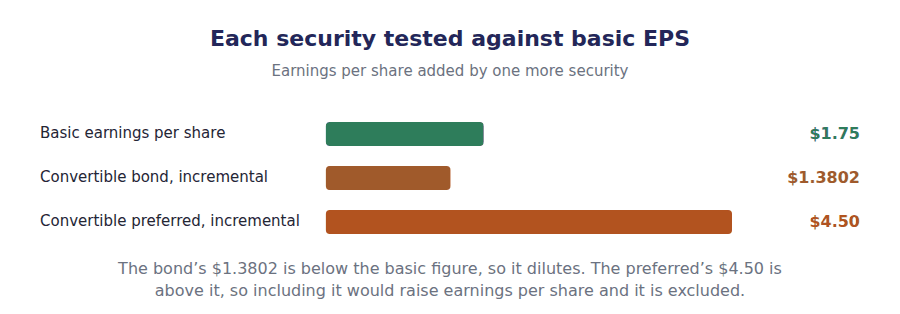 Each security tested against basic EPS
Earnings per share added by one more security
Basic earnings per share $1.75
Convertible bond, incremental $1.3802
Convertible preferred, incremental $4.50
The bond’s $1.3802 is below the basic figure, so it dilutes. The preferred’s $4.50 is
above it, so including it would raise earnings per share and it is excluded.